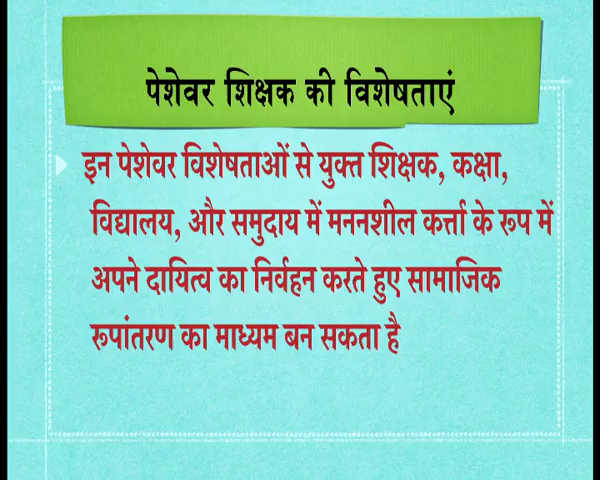 पेशेवर शिक्षक की विशेषताएं
इन पेशेवर विशेषताओं से युक्त शिक्षक, कक्षा,
विद्यालय, और समुदाय में मननशील कर्त्ता के रूप में
अपने दायित्व का निर्वहन करते हुए सामाजिक
रूपांतरण का माध्यम बन सकता है